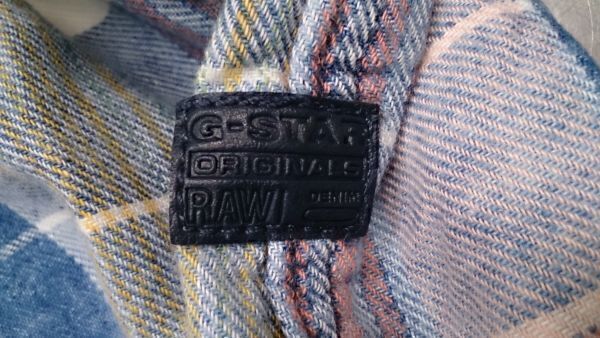 G-STAR
ORIGINALS
RAW DENIM